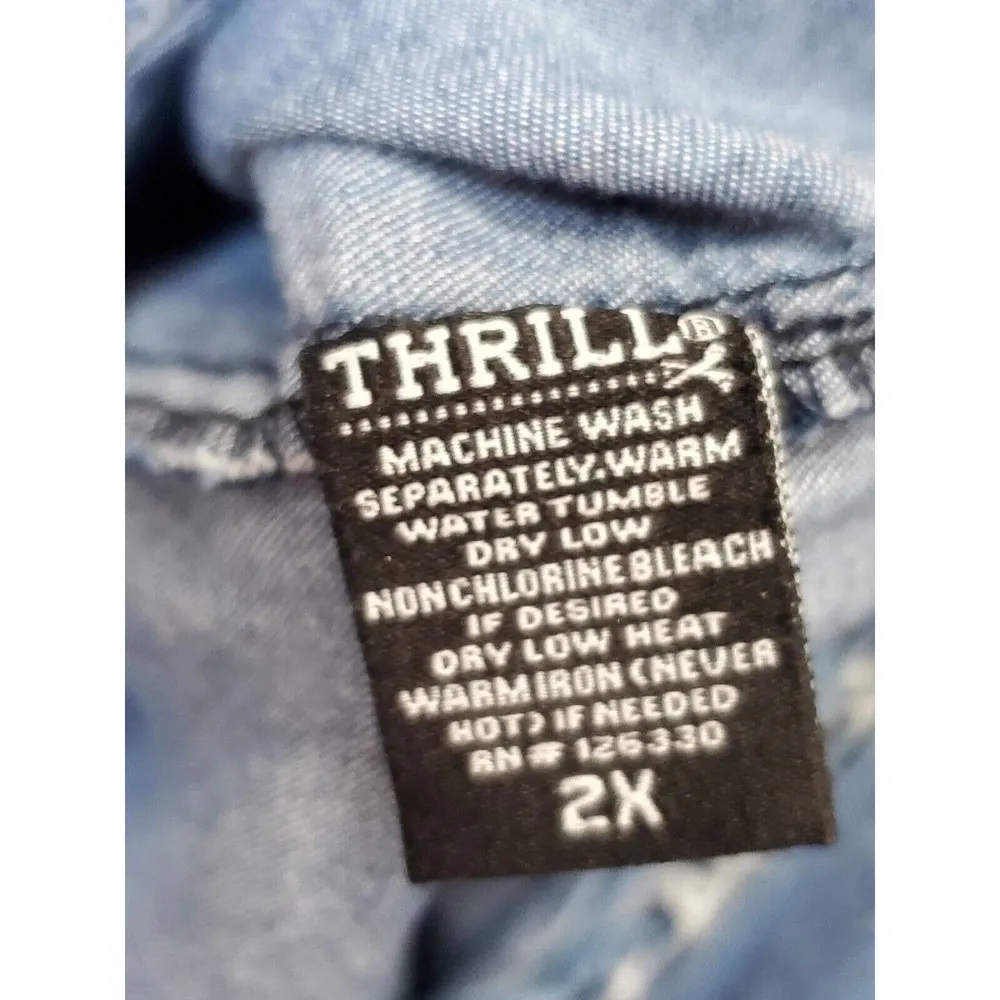 THRILL®
MACHINE WASH
SEPARATELY.WARM
WATER TUMBLE
DRY LOW
NONCHLORINE BLEACH
IF DESIRED
DRY LOW HEAT
WARM IRON (NEVER
HOT) IF NEEDED
RN # 126330
2X